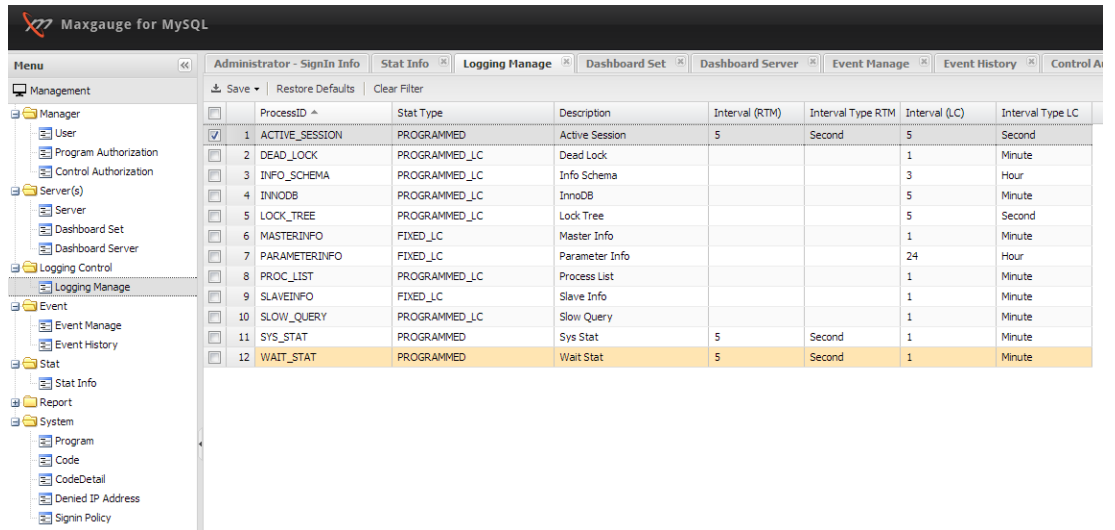 Maxgauge for MySQL
Menu
Administrator - SignIn Info Stat Info Logging Manage Dashboard Set Dashboard Server Event Manage Event History Control A
Management
Save Restore Defaults Clear Filter
Manager
User
Program Authorization
Control Authorization
Server(s)
Server
Dashboard Set
Dashboard Server
Logging Control
Logging Manage
Event
Event Manage
Event History
Stat
Stat Info
Report
System
Program
Code
CodeDetail
Denied IP Address
Signin Policy
ProcessID Stat Type Description Interval (RTM) Interval Type RTM Interval (LC) Interval Type LC
1 ACTIVE_SESSION PROGRAMMED Active Session 5 Second 5 Second
2 DEAD_LOCK PROGRAMMED_LC Dead Lock 1 Minute
3 INFO_SCHEMA PROGRAMMED_LC Info Schema 3 Hour
4 INNODB PROGRAMMED_LC InnoDB 5 Minute
5 LOCK_TREE PROGRAMMED_LC Lock Tree 5 Second
6 MASTERINFO FIXED_LC Master Info 1 Minute
7 PARAMETERINFO FIXED_LC Parameter Info 24 Hour
8 PROC_LIST PROGRAMMED_LC Process List 1 Minute
9 SLAVEINFO FIXED_LC Slave Info 1 Minute
10 SLOW_QUERY PROGRAMMED_LC Slow Query 1 Minute
11 SYS_STAT PROGRAMMED Sys Stat 5 Second 1 Minute
12 WAIT_STAT PROGRAMMED Wait Stat 5 Second 1 Minute